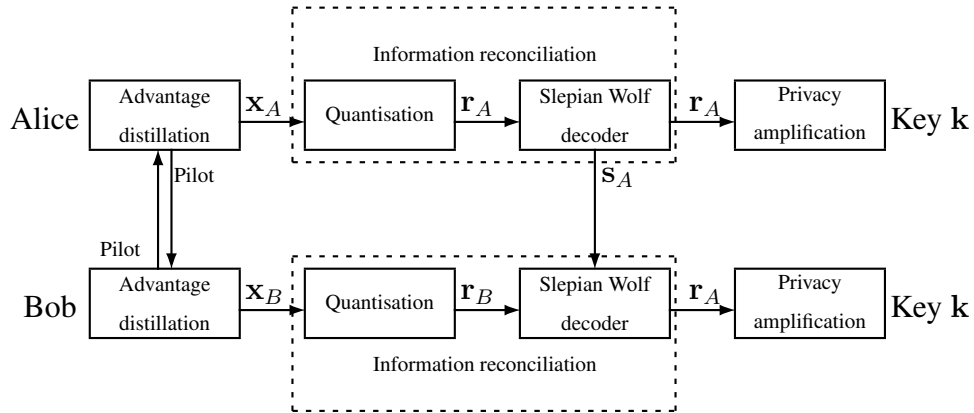 Information reconciliation
Alice
Advantage
distillation
x_A
Quantisation
r_A
Slepian Wolf
decoder
r_A
Privacy
amplification
Key k
Pilot
s_A
Pilot
Bob
Advantage
distillation
x_B
Quantisation
r_B
Slepian Wolf
decoder
r_A
Privacy
amplification
Key k
Information reconciliation